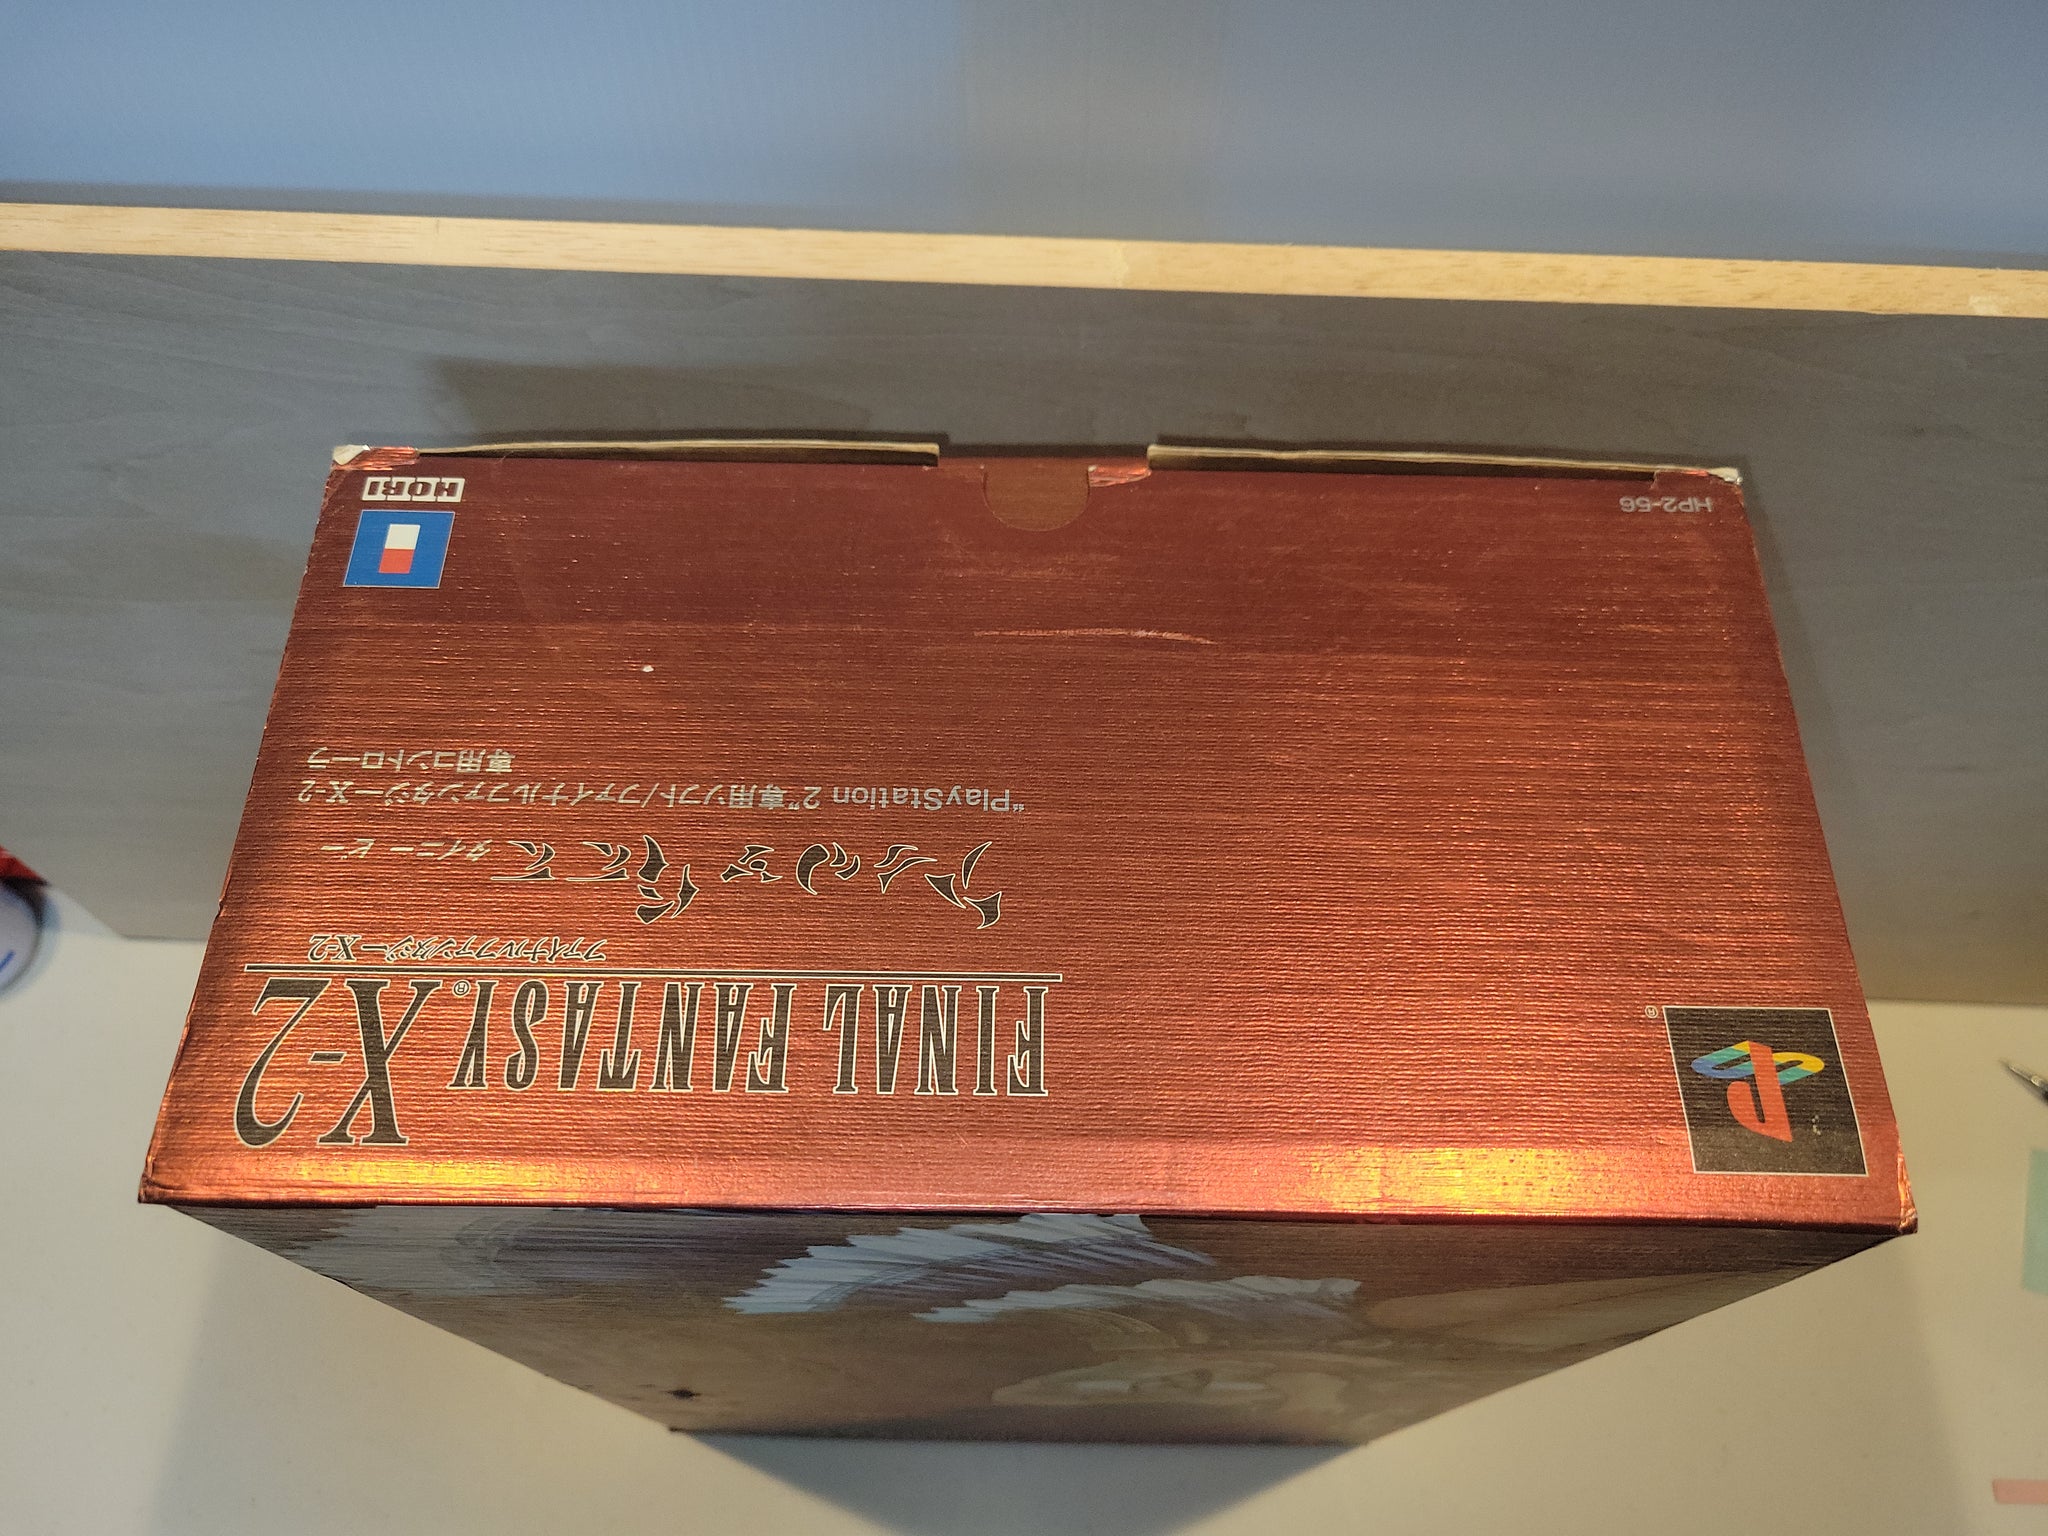 FINAL FANTASY® X-2
ファイナルファンタジー X-2
タイニー ビー
"PlayStation 2"専用ソフト/ファイナルファンタジーX-2
専用コントローラ
®
HORI
HP2-56